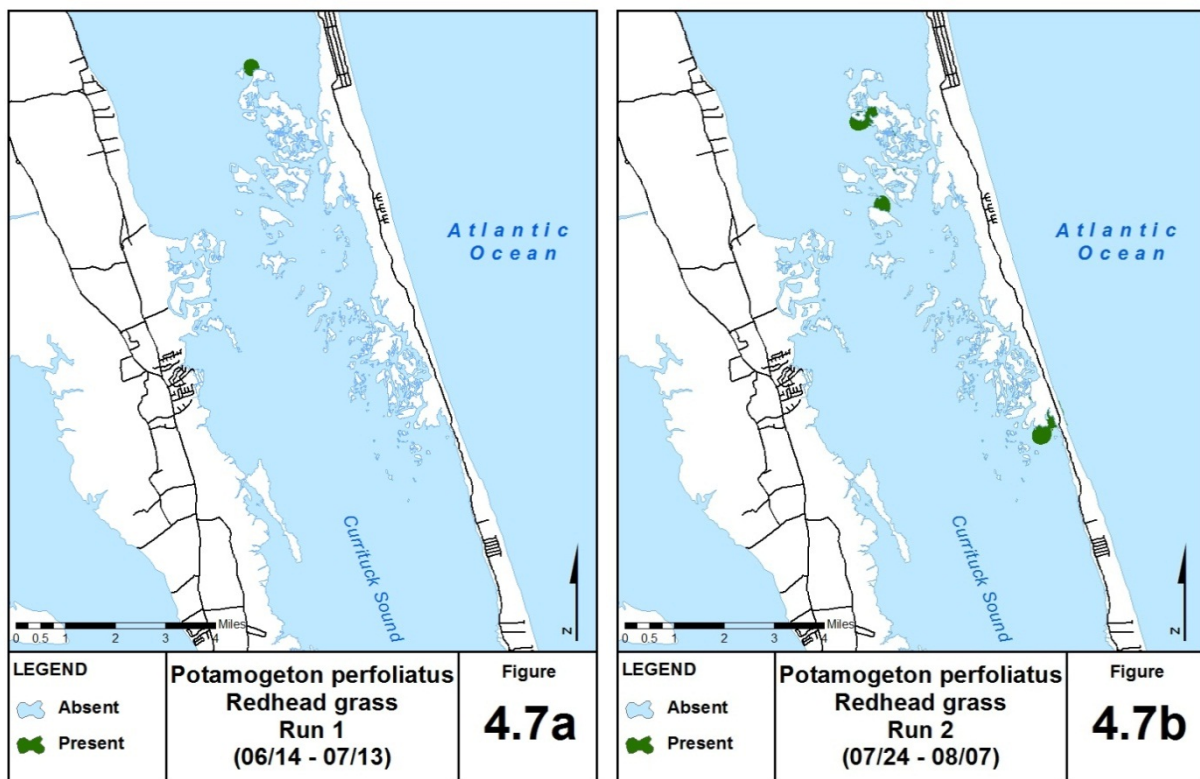 Atlantic
Ocean
Currituck Sound
Miles
0 0.5 1 2 3 4
N
LEGEND
Absent
Present
Potamogeton perfoliatus
Redhead grass
Run 1
(06/14 - 07/13)
Figure
4.7a
Atlantic
Ocean
Currituck Sound
Miles
0 0.5 1 2 3 4
N
LEGEND
Absent
Present
Potamogeton perfoliatus
Redhead grass
Run 2
(07/24 - 08/07)
Figure
4.7b